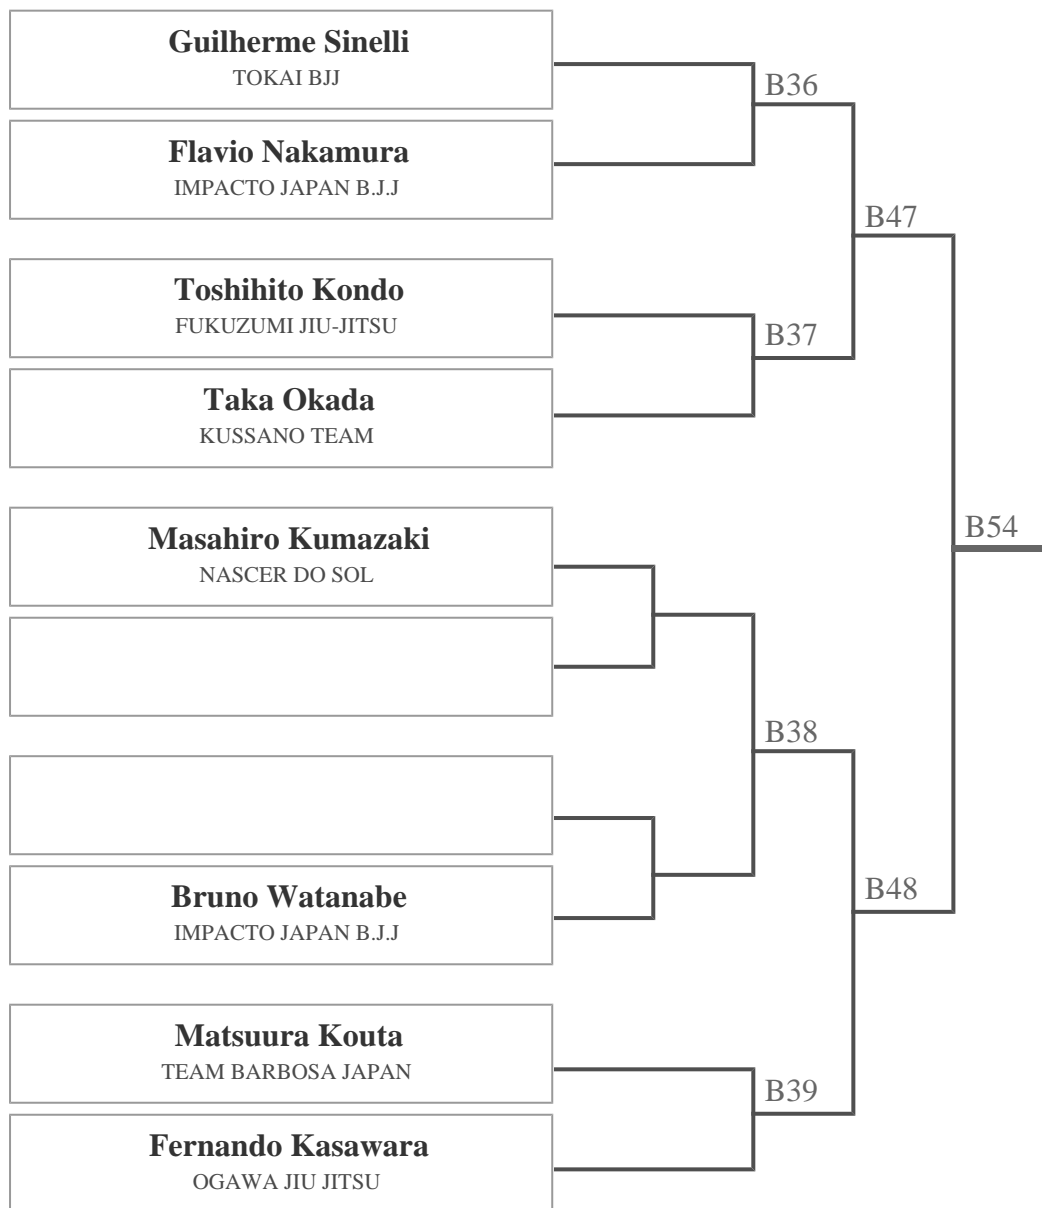 Guilherme Sinelli
TOKAI BJJ
B36
Flavio Nakamura
IMPACTO JAPAN B.J.J
B47
Toshihito Kondo
FUKUZUMI JIU-JITSU
B37
Taka Okada
KUSSANO TEAM
Masahiro Kumazaki
NASCER DO SOL
B54
B38
Bruno Watanabe
IMPACTO JAPAN B.J.J
B48
Matsuura Kouta
TEAM BARBOSA JAPAN
B39
Fernando Kasawara
OGAWA JIU JITSU